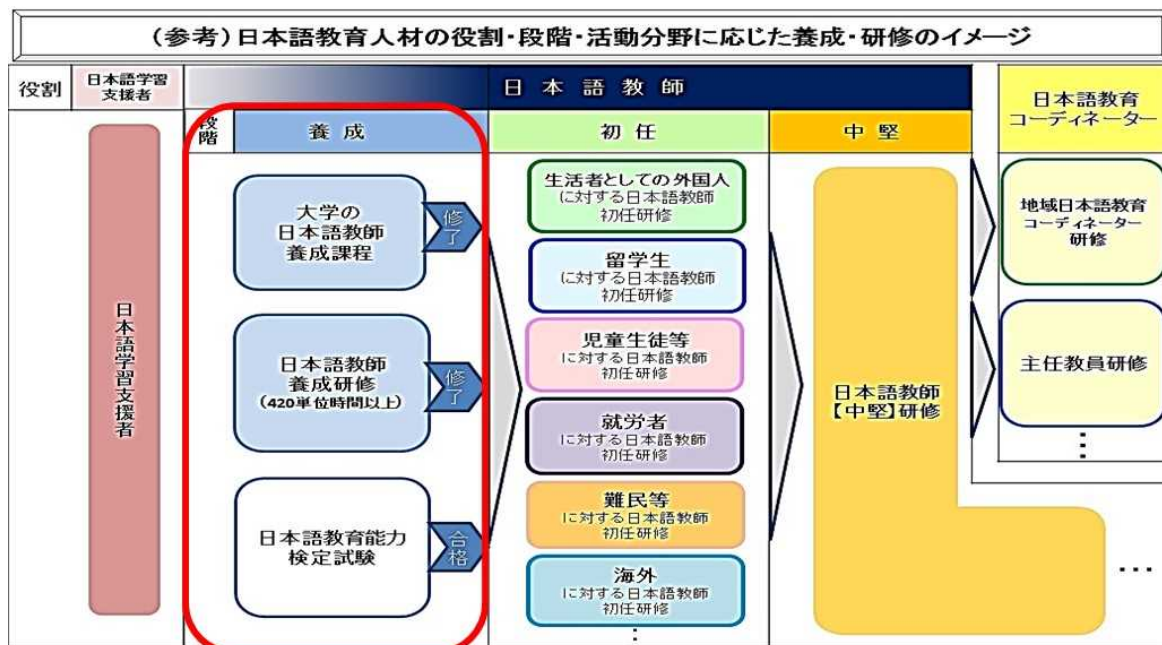 (参考)日本語教育人材の役割・段階・活動分野に応じた養成・研修のイメージ
役割
日本語学習
支援者
日本語教師
日本語教育
コーディネーター
段階
養成
初任
中堅
日本語学習支援者
大学の
日本語教師
養成課程
修了
日本語教師
養成研修
(420単位時間以上)
修了
日本語教育能力
検定試験
合格
生活者としての外国人
に対する日本語教師
初任研修
留学生
に対する日本語教師
初任研修
児童生徒等
に対する日本語教師
初任研修
就労者
に対する日本語教師
初任研修
難民等
に対する日本語教師
初任研修
海外
に対する日本語教師
初任研修
⋮
日本語教師
【中堅】研修
…
地域日本語教育
コーディネーター
研修
主任教員研修
⋮